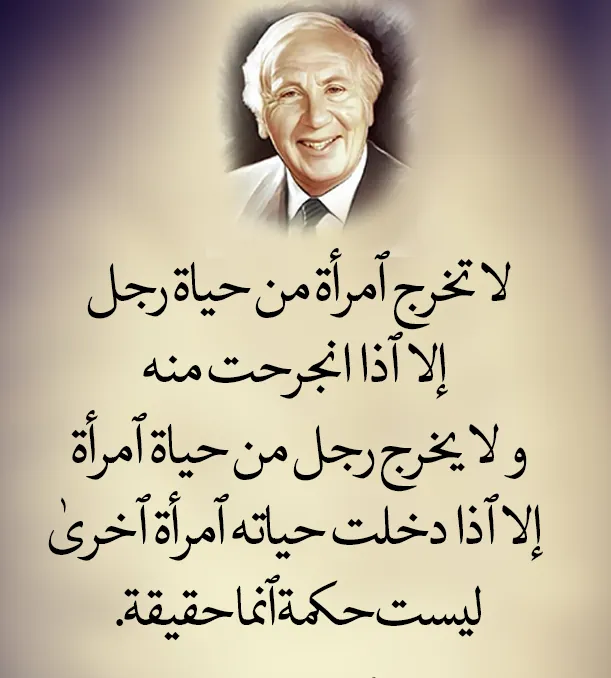 لا تخرج ٱمرأة من حياة رجل
إلا ٱذا انجرحت منه
و لا يخرج رجل من حياة ٱمرأة
إلا ٱذا دخلت حياته ٱمرأة ٱخرىٰ
ليست حكمة ٱنما حقيقة.